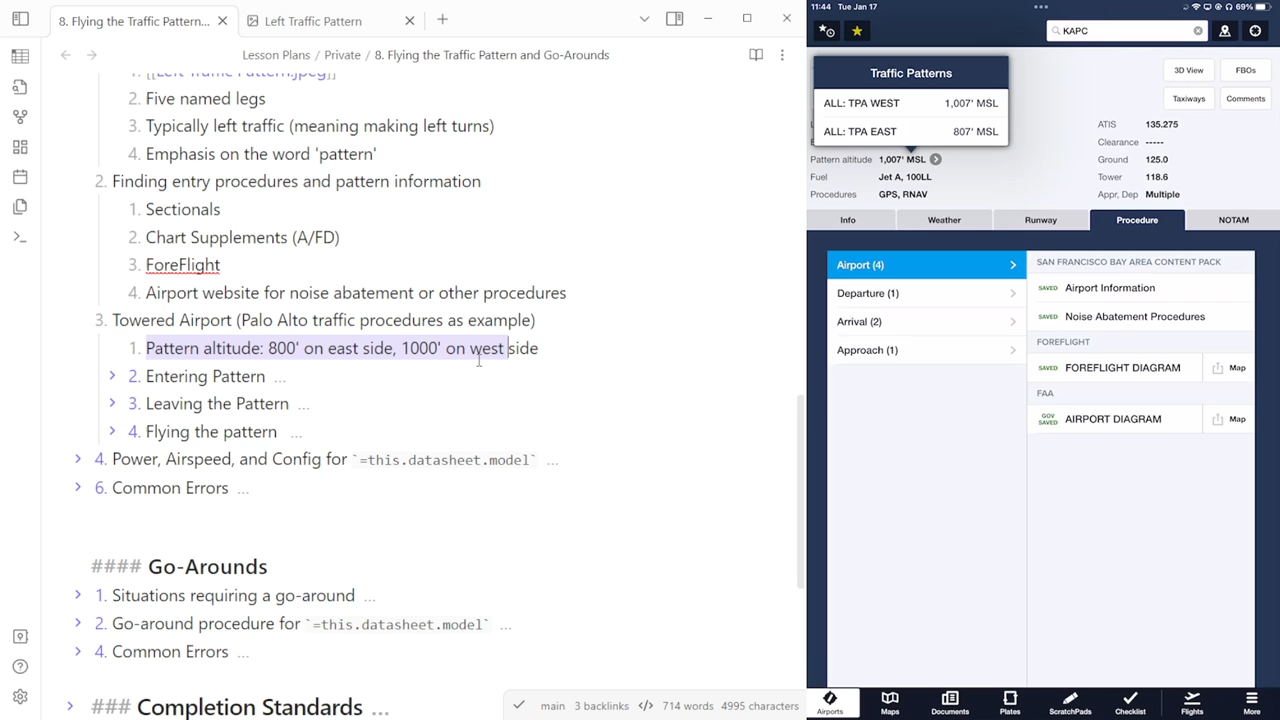 8. Flying the Traffic Pattern...
Left Traffic Pattern
Lesson Plans / Private / 8. Flying the Traffic Pattern and Go-Arounds
1. [[Left Traffic Pattern.jpeg]]
2. Five named legs
3. Typically left traffic (meaning making left turns)
4. Emphasis on the word 'pattern'
2. Finding entry procedures and pattern information
1. Sectionals
2. Chart Supplements (A/FD)
3. ForeFlight
4. Airport website for noise abatement or other procedures
3. Towered Airport (Palo Alto traffic procedures as example)
1. Pattern altitude: 800' on east side, 1000' on west side
2. Entering Pattern ...
3. Leaving the Pattern ...
4. Flying the pattern ...
4. Power, Airspeed, and Config for `=this.datasheet.model` ...
6. Common Errors ...
#### Go-Arounds
1. Situations requiring a go-around ...
2. Go-around procedure for `=this.datasheet.model` ...
4. Common Errors ...
### Completion Standards ...
main 3 backlinks 714 words 4995 characters
11:44 Tue Jan 17
69%
KAPC
Traffic Patterns
ALL: TPA WEST 1,007' MSL
ALL: TPA EAST 807' MSL
3D View FBOs
Taxiways Comments
Pattern altitude 1,007' MSL
Fuel Jet A, 100LL
Procedures GPS, RNAV
ATIS 135.275
Clearance -----
Ground 125.0
Tower 118.6
Appr, Dep Multiple
Info Weather Runway Procedure NOTAM
Airport (4)
Departure (1)
Arrival (2)
Approach (1)
SAN FRANCISCO BAY AREA CONTENT PACK
SAVED Airport Information
SAVED Noise Abatement Procedures
FOREFLIGHT
SAVED FOREFLIGHT DIAGRAM Map
FAA
GOV SAVED AIRPORT DIAGRAM Map
Airports Maps Documents Plates ScratchPads Checklist Flights More